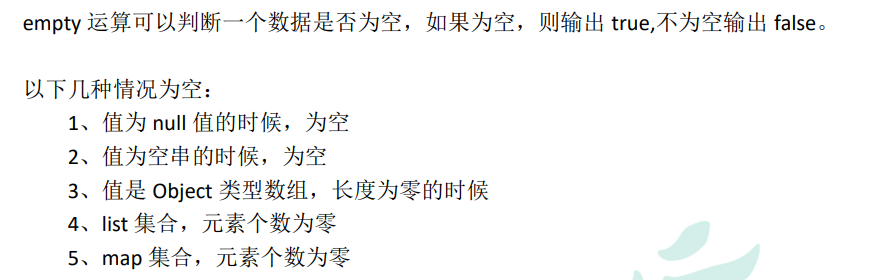 empty 运算可以判断一个数据是否为空，如果为空，则输出 true,不为空输出 false。
以下几种情况为空：
1、值为 null 值的时候，为空
2、值为空串的时候，为空
3、值是 Object 类型数组，长度为零的时候
4、list 集合，元素个数为零
5、map 集合，元素个数为零